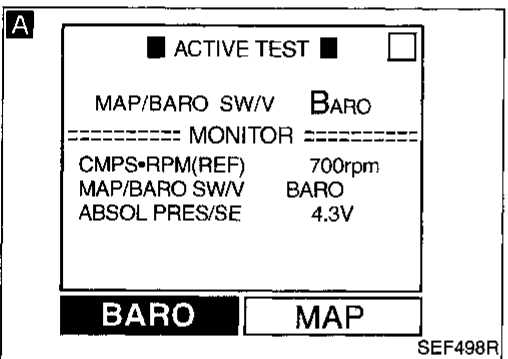 A
ACTIVE TEST
MAP/BARO SW/V BARO
========== MONITOR ==========
CMPS•RPM(REF) 700rpm
MAP/BARO SW/V BARO
ABSOL PRES/SE 4.3V
BARO MAP
SEF498R